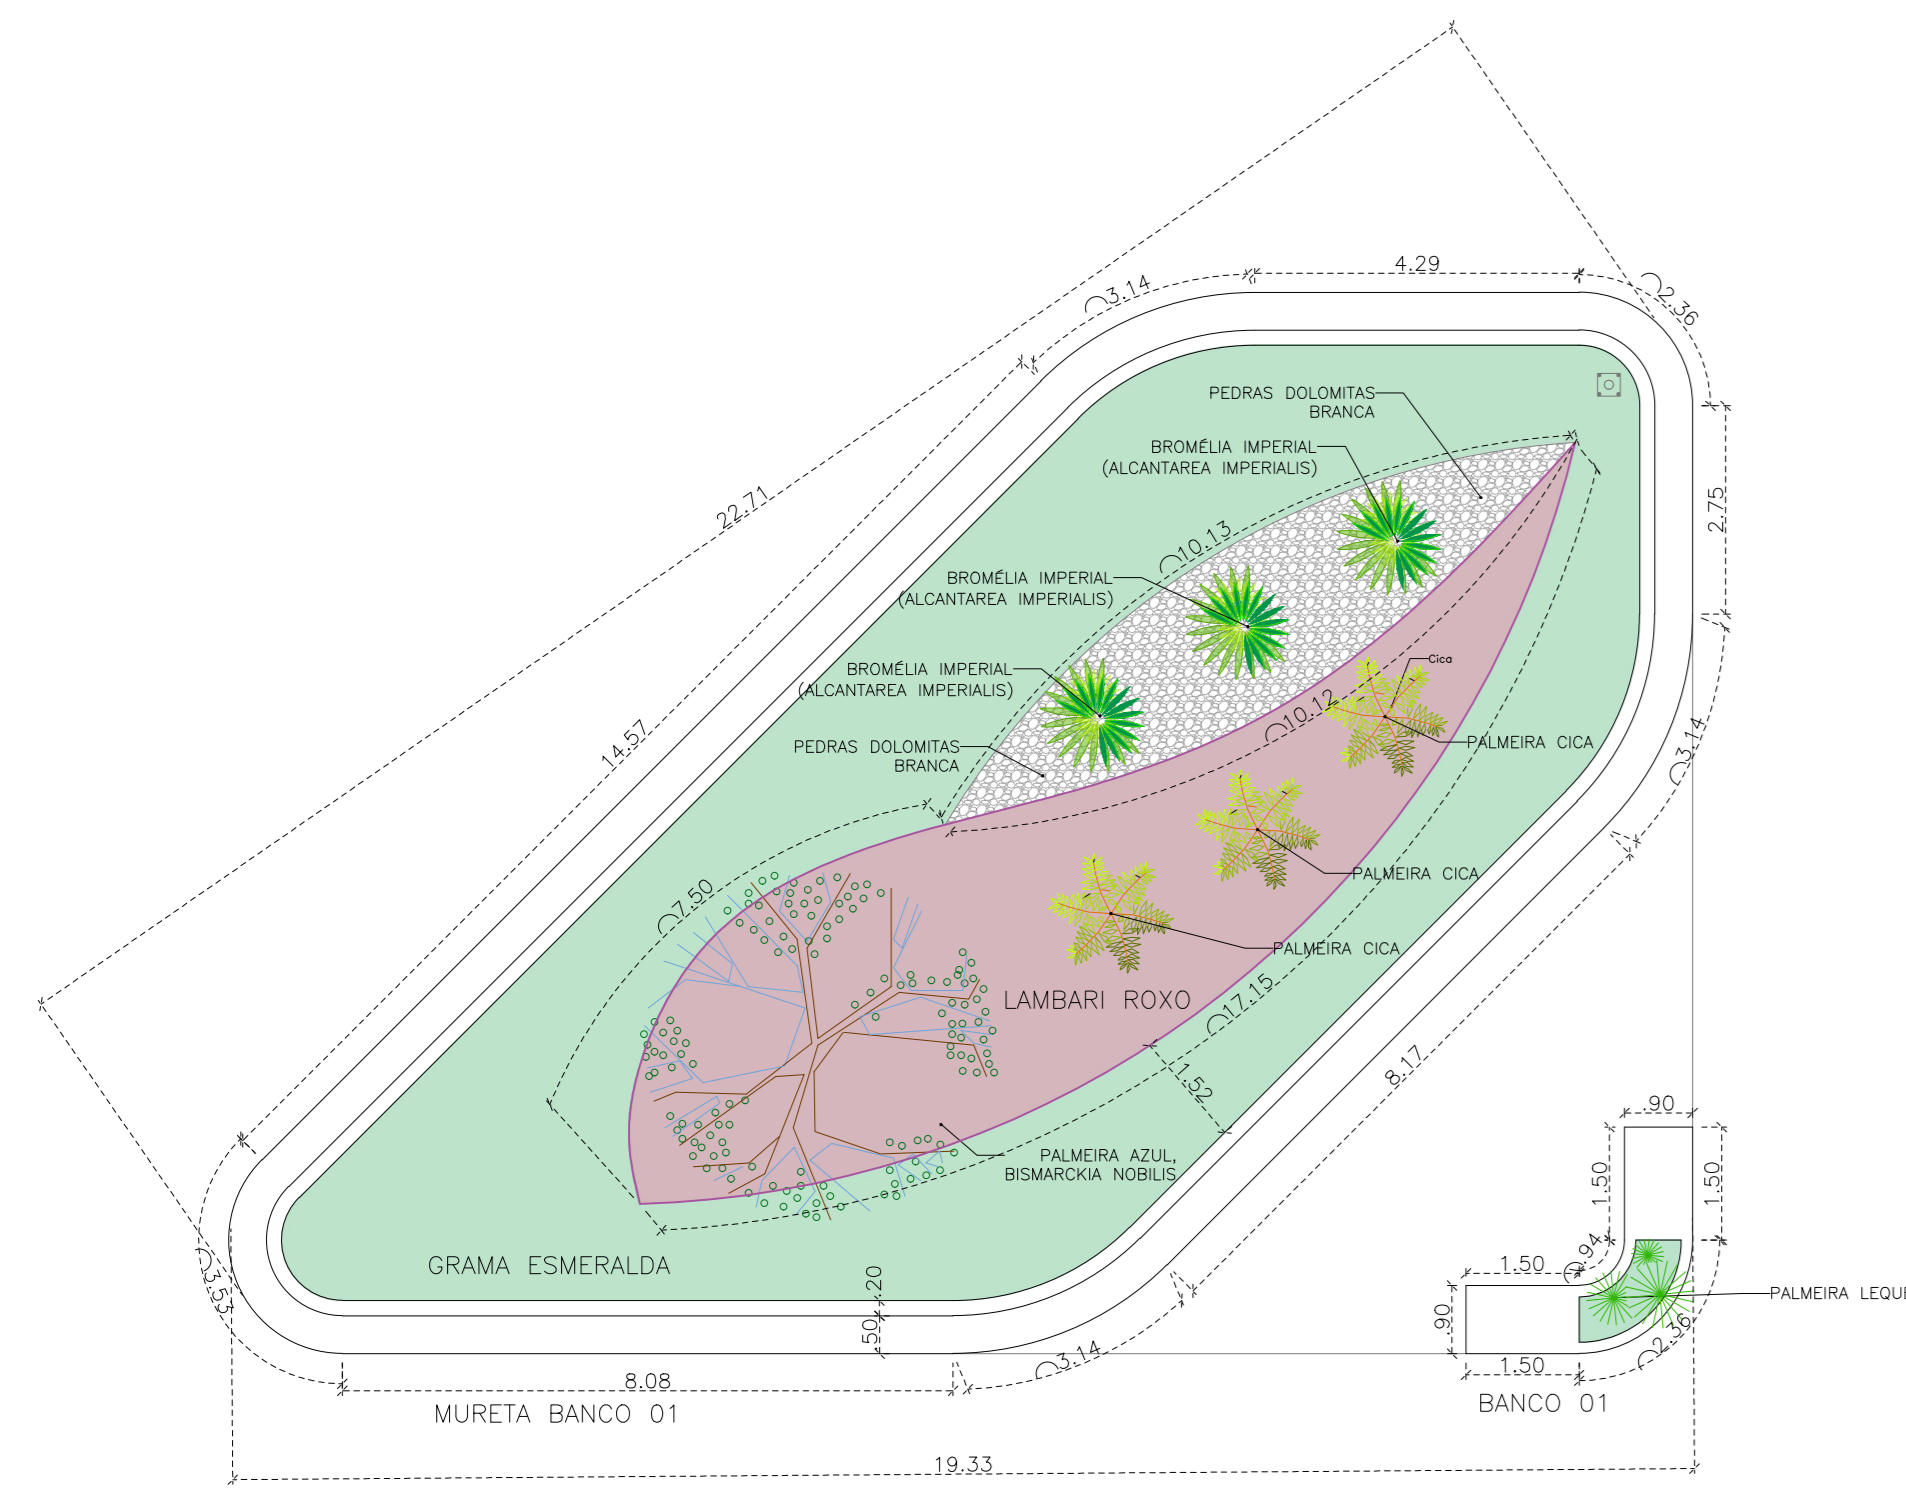 4.29
3.14
2.36
PEDRAS DOLOMITAS
BRANCA
BROMÉLIA IMPERIAL
(ALCANTAREA IMPERIALIS)
22.71
2.75
10.13
BROMÉLIA IMPERIAL
(ALCANTAREA IMPERIALIS)
Cica
BROMÉLIA IMPERIAL
(ALCANTAREA IMPERIALIS)
10.12
14.57
PALMEIRA CICA
PEDRAS DOLOMITAS
BRANCA
3.14
PALMEIRA CICA
7.50
PALMEIRA CICA
LAMBARI ROXO
17.15
8.17
1.52
.90
PALMEIRA AZUL,
BISMARCKIA NOBILIS
1.50
1.50
GRAMA ESMERALDA
.94
1.50
3.53
.20
PALMEIRA LEQUE
.50
.90
2.36
3.14
1.50
8.08
MURETA BANCO 01
BANCO 01
19.33